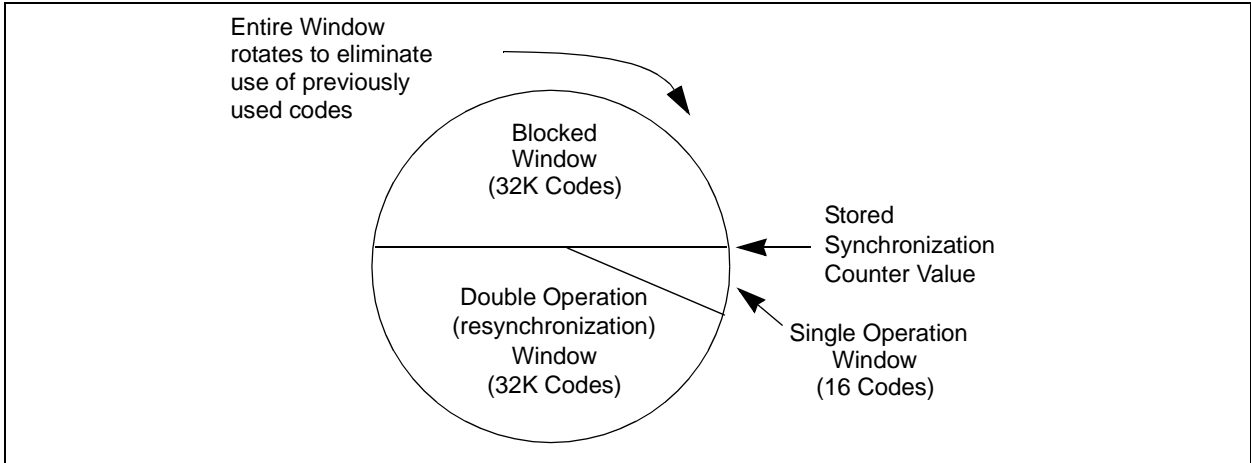 Entire Window
rotates to eliminate
use of previously
used codes
Blocked
Window
(32K Codes)
Stored
Synchronization
Counter Value
Double Operation
(resynchronization)
Window
(32K Codes)
Single Operation
Window
(16 Codes)